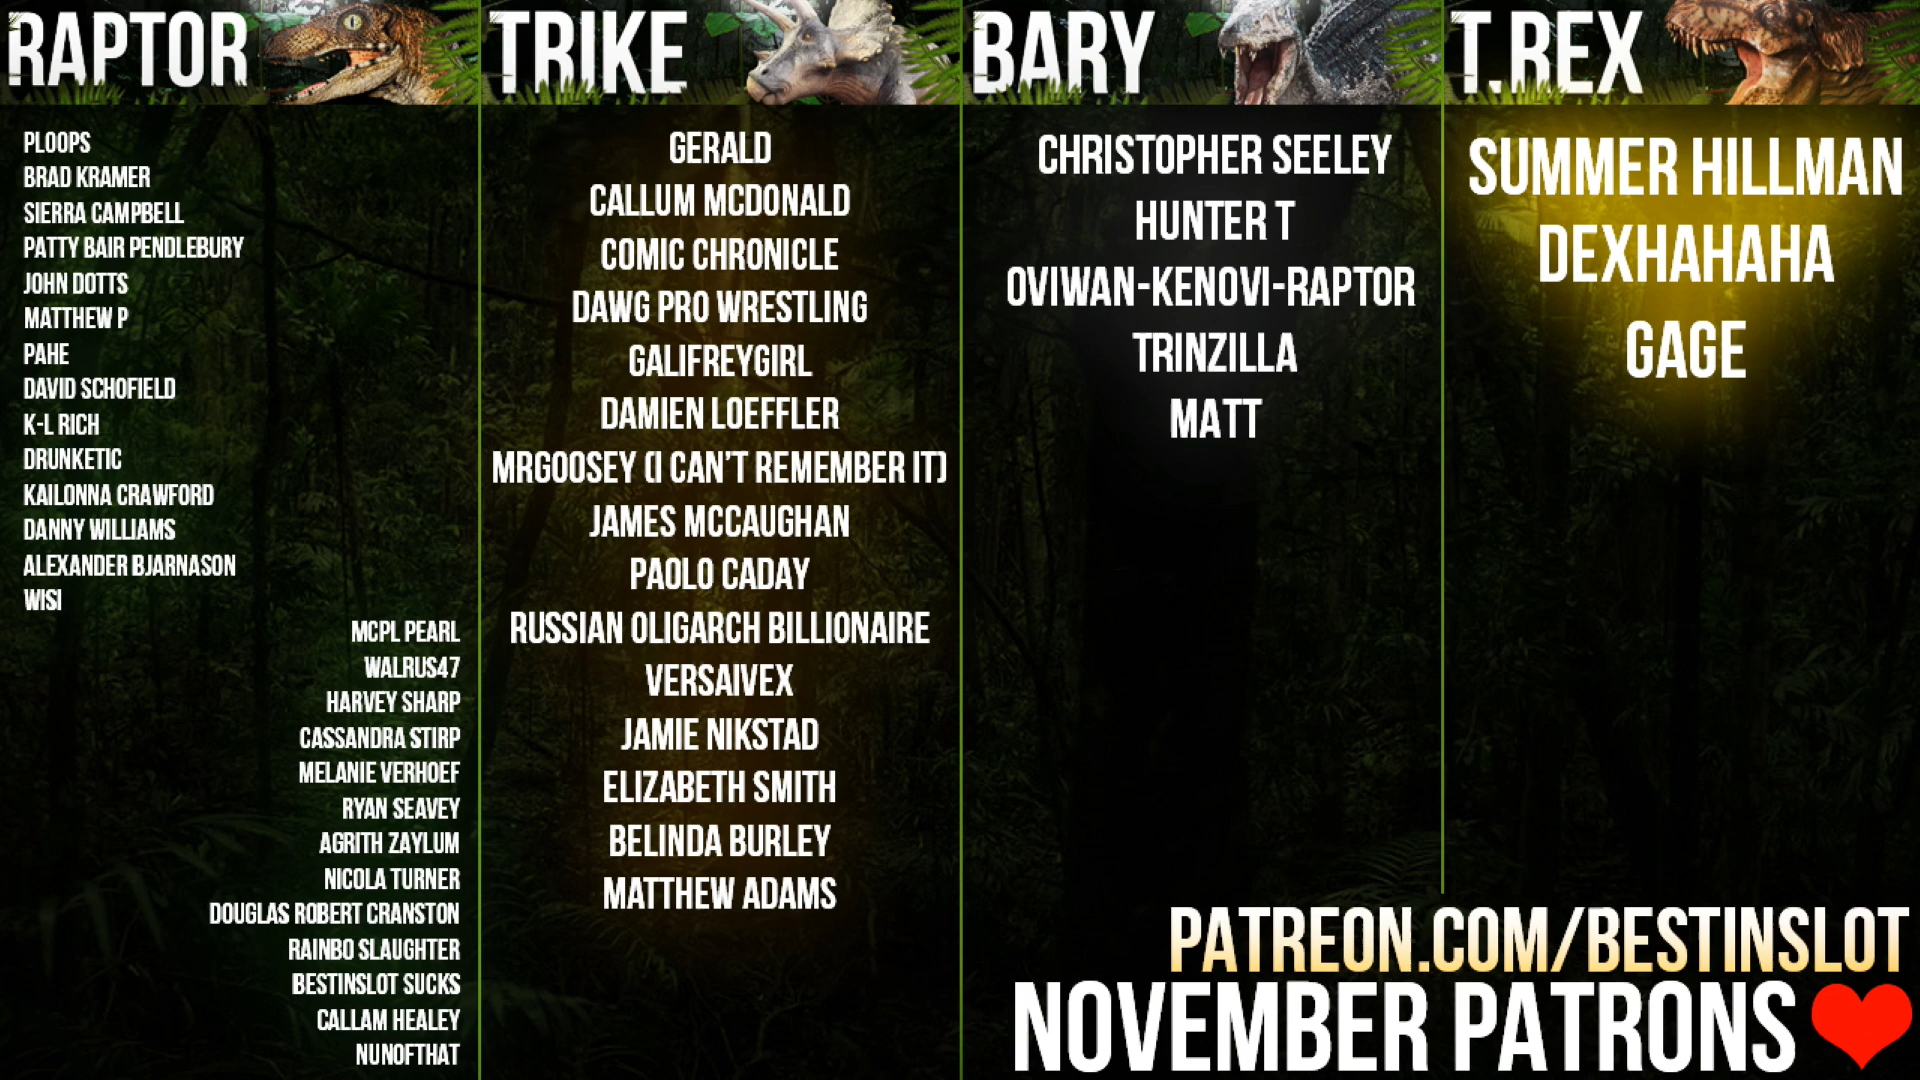 RAPTOR
PLOOPS
BRAD KRAMER
SIERRA CAMPBELL
PATTY BAIR PENDLEBURY
JOHN DOTTS
MATTHEW P
PAHE
DAVID SCHOFIELD
K-L RICH
DRUNKETIC
KAILONNA CRAWFORD
DANNY WILLIAMS
ALEXANDER BJARNASON
WISI
MCPL PEARL
WALRUS47
HARVEY SHARP
CASSANDRA STIRP
MELANIE VERHOEF
RYAN SEAVEY
AGRITH ZAYLUM
NICOLA TURNER
DOUGLAS ROBERT CRANSTON
RAINBO SLAUGHTER
BESTINSLOT SUCKS
CALLAM HEALEY
NUNOFTHAT
TRIKE
GERALD
CALLUM MCDONALD
COMIC CHRONICLE
DAWG PRO WRESTLING
GALIFREYGIRL
DAMIEN LOEFFLER
MRGOOSEY (I CAN'T REMEMBER IT)
JAMES MCCAUGHAN
PAOLO CADAY
RUSSIAN OLIGARCH BILLIONAIRE
VERSAIVEX
JAMIE NIKSTAD
ELIZABETH SMITH
BELINDA BURLEY
MATTHEW ADAMS
BARY
CHRISTOPHER SEELEY
HUNTER T
OVIWAN-KENOVI-RAPTOR
TRINZILLA
MATT
T.REX
SUMMER HILLMAN
DEXHAHAHA
GAGE
PATREON.COM/BESTINSLOT
NOVEMBER PATRONS